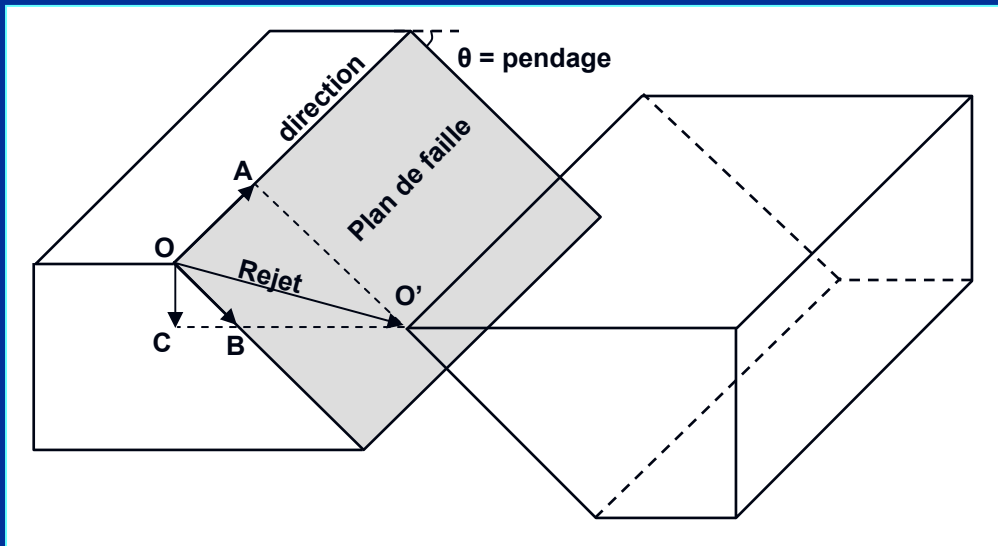 θ = pendage
direction
Plan de faille
A
O
Rejet
O’
C
B